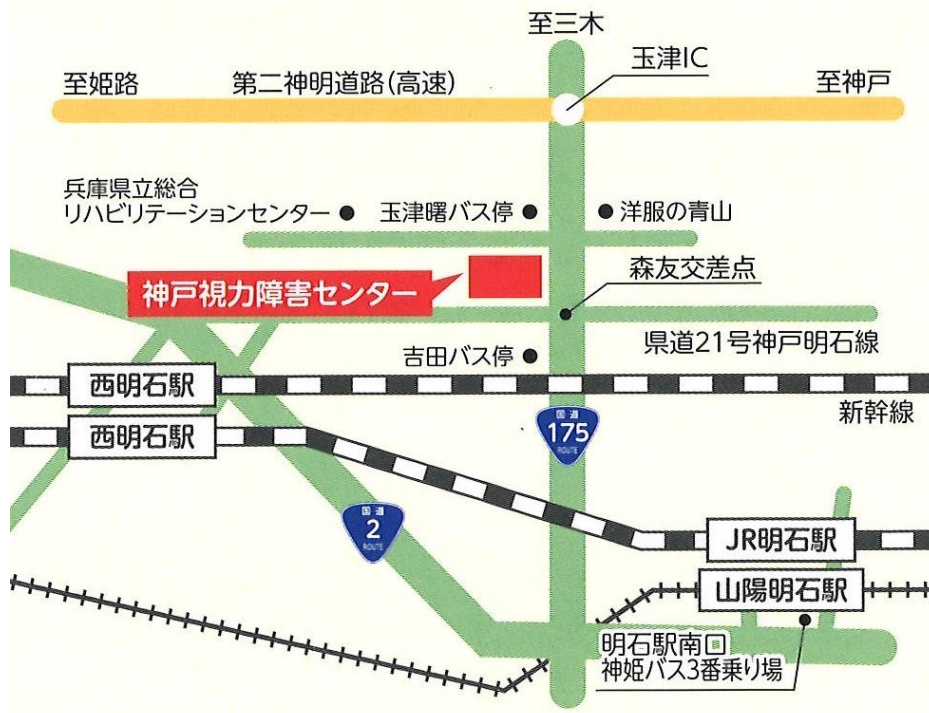 至三木
玉津IC
至姫路
第二神明道路(高速)
至神戸
兵庫県立総合
リハビリテーションセンター
玉津曙バス停
洋服の青山
神戸視力障害センター
森友交差点
県道21号神戸明石線
吉田バス停
西明石駅
新幹線
西明石駅
国道
175
ROUTE
国道
2
ROUTE
JR明石駅
山陽明石駅
明石駅南口
神姫バス3番乗り場